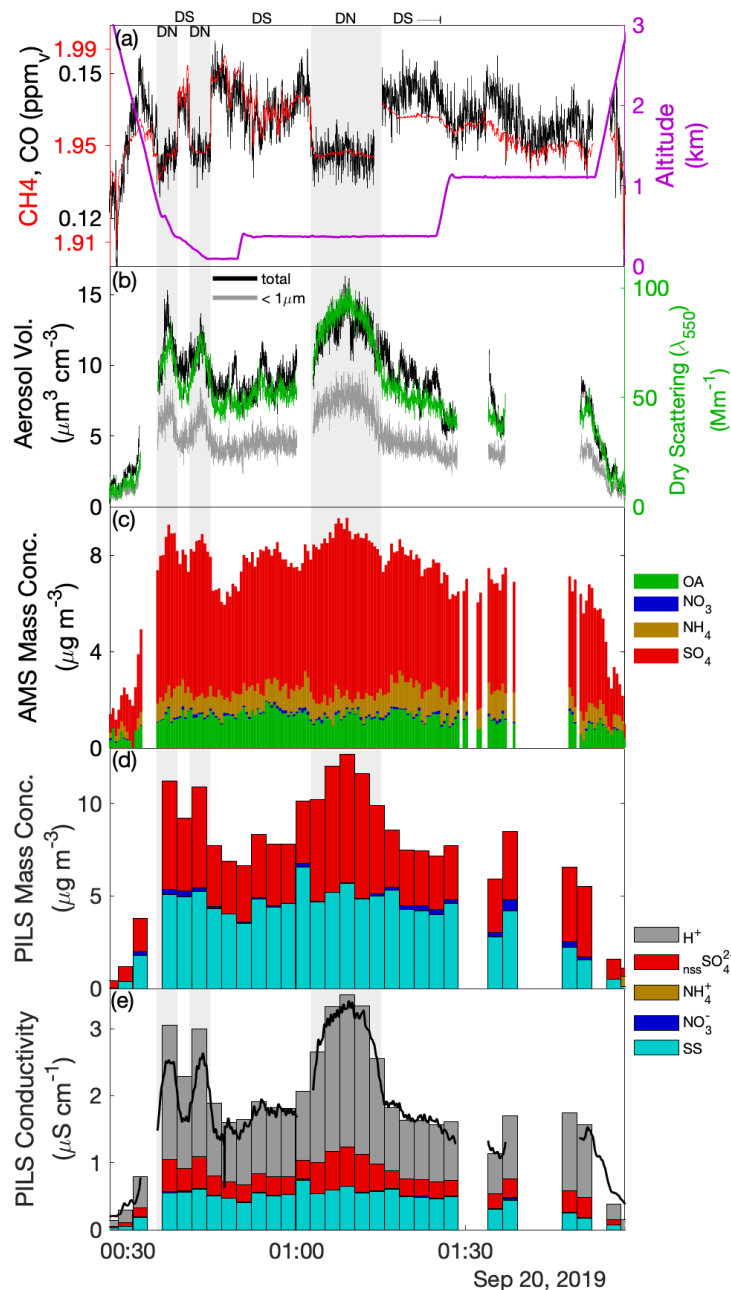 DS DS DN DS
DN DN
(a)
1.99
0.15
1.95
0.12
1.91
CH4, CO (ppmv)
3
2
1
0
Altitude
(km)
(b)
total
< 1μm
15
10
5
0
Aerosol Vol.
(μm3 cm-3)
100
50
0
Dry Scattering (λ550)
(Mm-1)
(c)
8
4
0
AMS Mass Conc.
(μg m-3)
OA
NO3
NH4
SO4
(d)
10
5
0
PILS Mass Conc.
(μg m-3)
H+
nssSO42-
NH4+
NO3-
SS
(e)
3
2
1
0
PILS Conductivity
(μS cm-1)
00:30 01:00 01:30
Sep 20, 2019